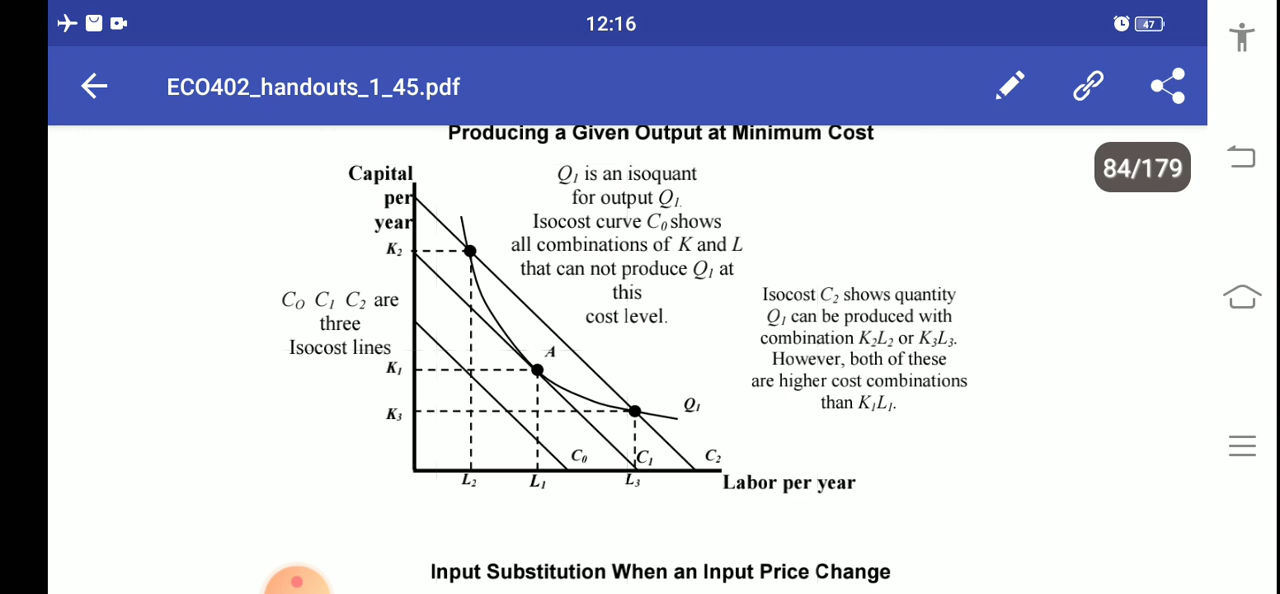 12:16
47
ECO402_handouts_1_45.pdf
84/179
Producing a Given Output at Minimum Cost
Capital
per
year
K₂
Q₁ is an isoquant
for output Q₁.
Isocost curve C₀ shows
all combinations of K and L
that can not produce Q₁ at
this
cost level.
C₀ C₁ C₂ are
three
Isocost lines
Isocost C₂ shows quantity
Q₁ can be produced with
combination K₂L₂ or K₃L₃.
However, both of these
are higher cost combinations
than K₁L₁.
A
K₁
K₃
Q₁
C₀
C₁
C₂
L₂
L₁
L₃
Labor per year
Input Substitution When an Input Price Change